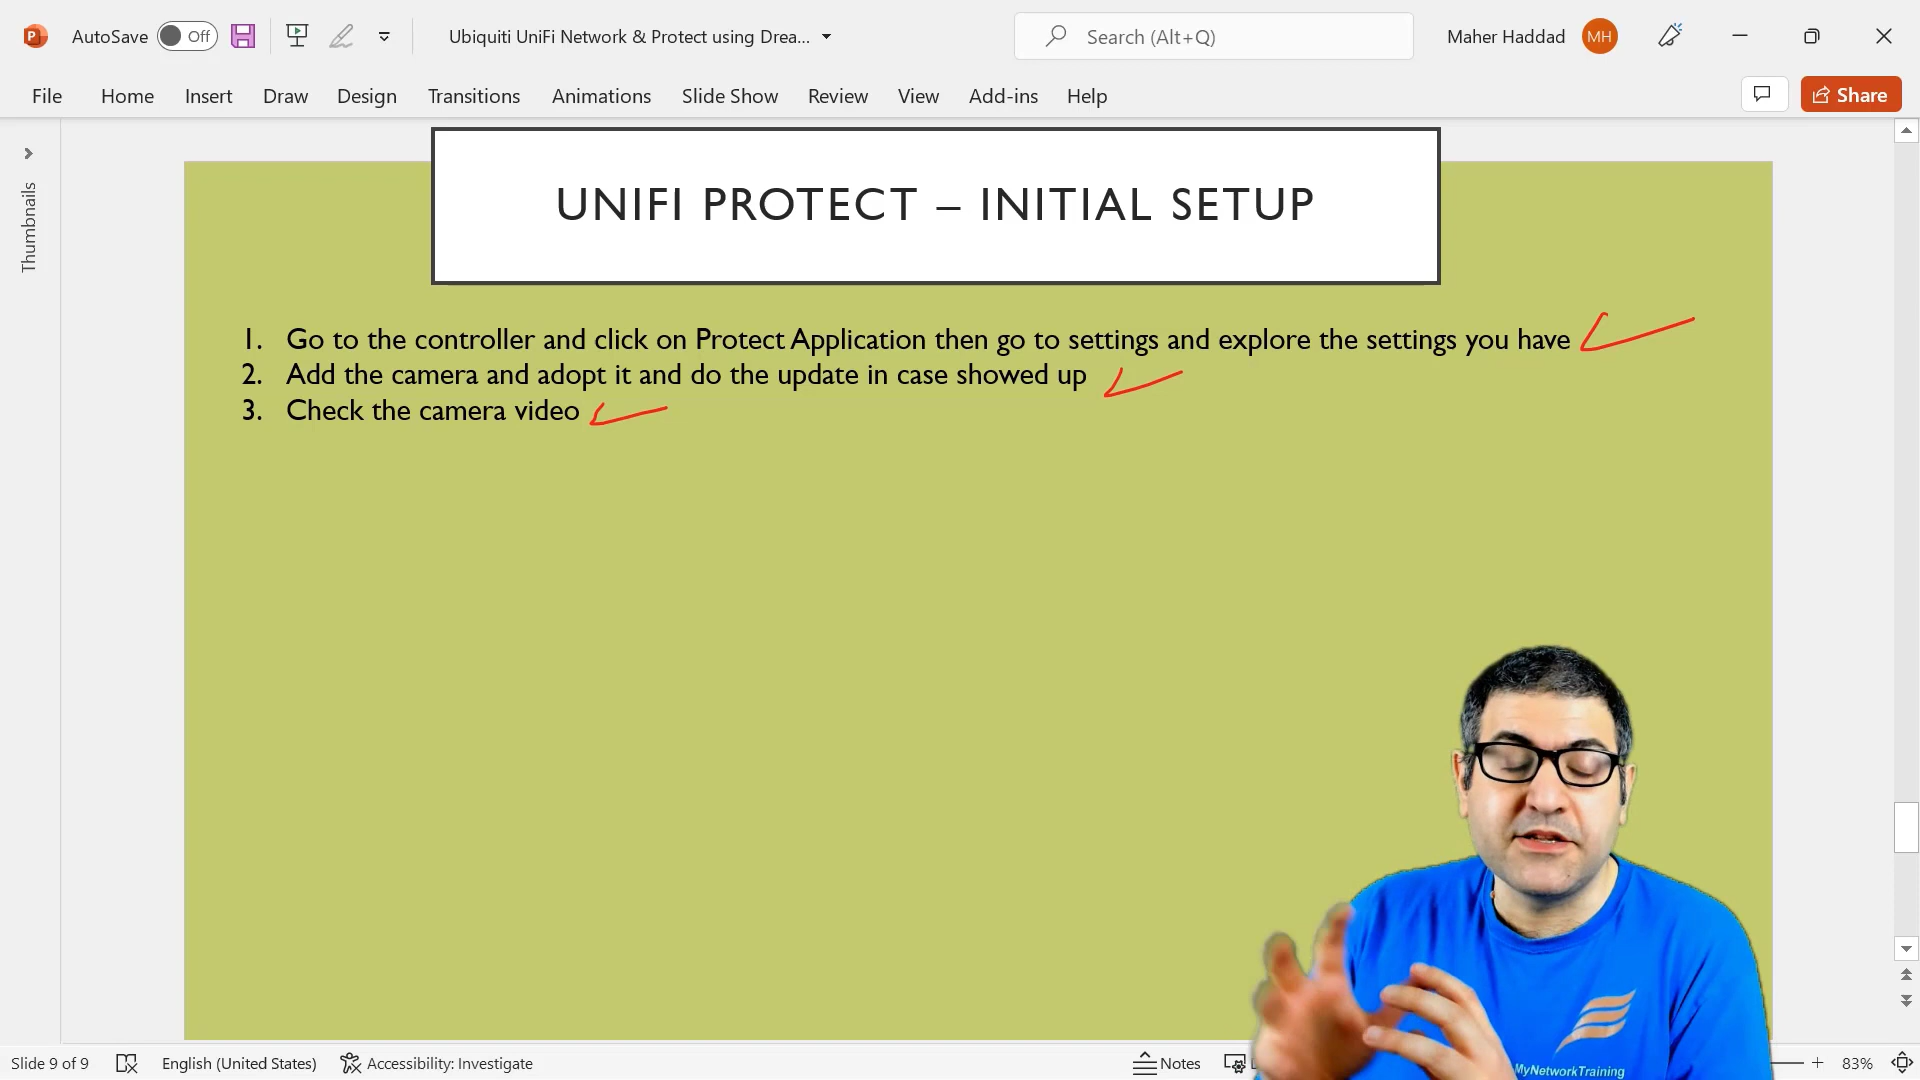 AutoSave
Off
Ubiquiti UniFi Network & Protect using Drea...
Search (Alt+Q)
Maher Haddad
MH
File
Home
Insert
Draw
Design
Transitions
Animations
Slide Show
Review
View
Add-ins
Help
Share
Thumbnails
UNIFI PROTECT – INITIAL SETUP
1. Go to the controller and click on Protect Application then go to settings and explore the settings you have
2. Add the camera and adopt it and do the update in case showed up
3. Check the camera video
MyNetworkTraining
Slide 9 of 9
English (United States)
Accessibility: Investigate
Notes
83%